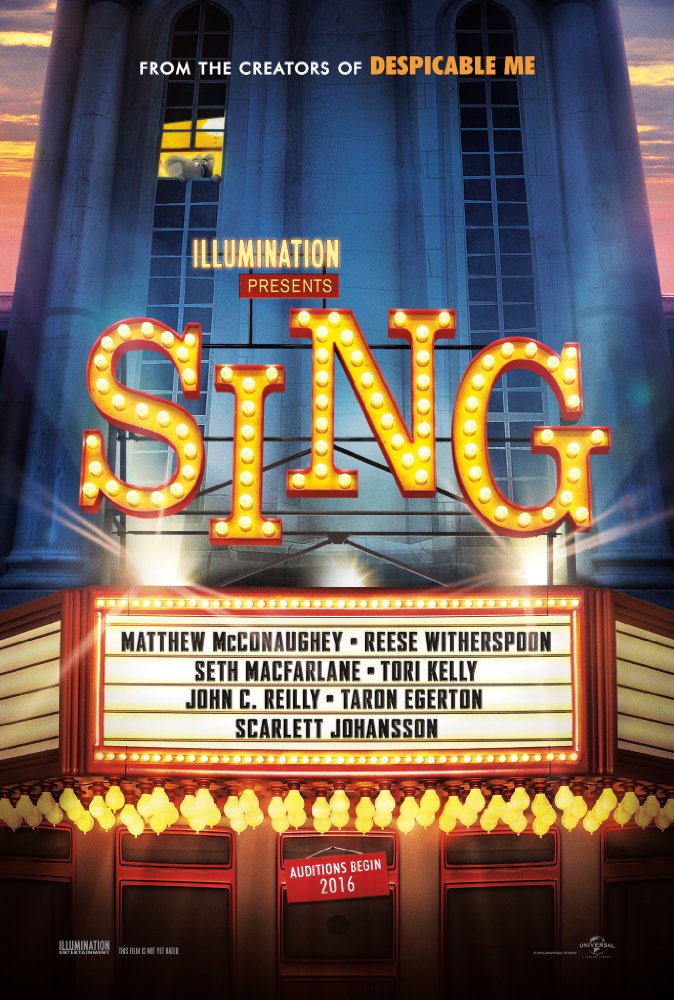 FROM THE CREATORS OF DESPICABLE ME
ILLUMINATION
PRESENTS
SiNG
MATTHEW McCONAUGHEY • REESE WITHERSPOON
SETH MACFARLANE • TORI KELLY
JOHN C. REILLY • TARON EGERTON
SCARLETT JOHANSSON
AUDITIONS BEGIN
2016
ILLUMINATION
ENTERTAINMENT
THIS FILM IS NOT YET RATED
UNIVERSAL